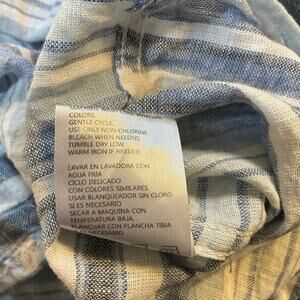 COLORS,
GENTLE CYCLE,
USE ONLY NON-CHLORINE
BLEACH WHEN NEEDED,
TUMBLE DRY LOW,
WARM IRON IF NEEDED.
LAVAR EN LAVADORA CON
AGUA FRIA
CICLO DELICADO
CON COLORES SIMILARES
USAR BLANQUEADOR SIN CLORO
SI ES NECESARIO
SECAR A MAQUINA CON
TEMPERATURA BAJA,
PLANCHAR CON PLANCHA TIBIA
ES NECESARIO